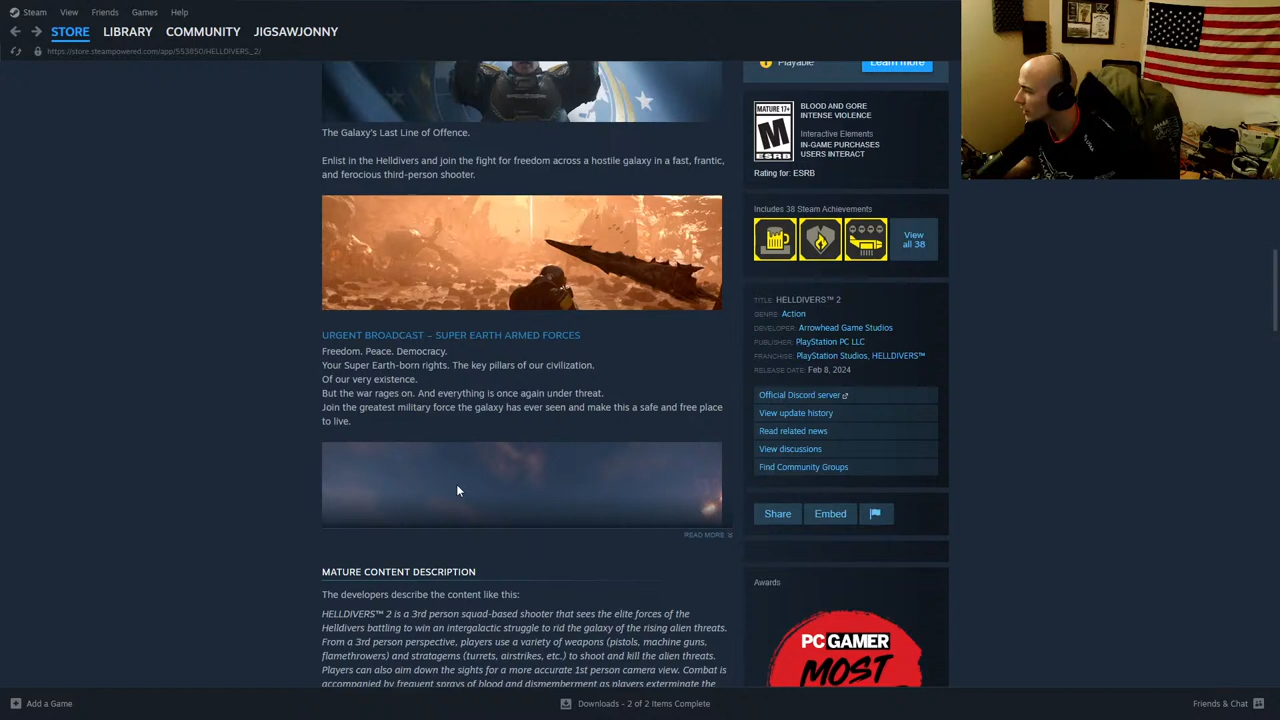 Steam View Friends Games Help
STORE LIBRARY COMMUNITY JIGSAWJONNY
https://store.steampowered.com/app/553850/HELLDIVERS_2/
The Galaxy's Last Line of Offence.
Enlist in the Helldivers and join the fight for freedom across a hostile galaxy in a fast, frantic,
and ferocious third-person shooter.
URGENT BROADCAST – SUPER EARTH ARMED FORCES
Freedom. Peace. Democracy.
Your Super Earth-born rights. The key pillars of our civilization.
Of our very existence.
But the war rages on. And everything is once again under threat.
Join the greatest military force the galaxy has ever seen and make this a safe and free place
to live.
READ MORE
MATURE CONTENT DESCRIPTION
The developers describe the content like this:
HELLDIVERS™ 2 is a 3rd person squad-based shooter that sees the elite forces of the
Helldivers battling to win an intergalactic struggle to rid the galaxy of the rising alien threats.
From a 3rd person perspective, players use a variety of weapons (pistols, machine guns,
flamethrowers) and stratagems (turrets, airstrikes, etc.) to shoot and kill the alien threats.
Players can also aim down the sights for a more accurate 1st person camera view. Combat is
accompanied by frequent sprays of blood and dismemberment as players exterminate the
Playable
Learn more
MATURE 17+
M
ESRB
BLOOD AND GORE
INTENSE VIOLENCE
Interactive Elements
IN-GAME PURCHASES
USERS INTERACT
Rating for: ESRB
Includes 38 Steam Achievements
View
all 38
TITLE: HELLDIVERS™ 2
GENRE: Action
DEVELOPER: Arrowhead Game Studios
PUBLISHER: PlayStation PC LLC
FRANCHISE: PlayStation Studios, HELLDIVERS™
RELEASE DATE: Feb 8, 2024
Official Discord server
View update history
Read related news
View discussions
Find Community Groups
Share Embed
Awards
PC GAMER
MOST
Add a Game
Downloads - 2 of 2 Items Complete
Friends & Chat